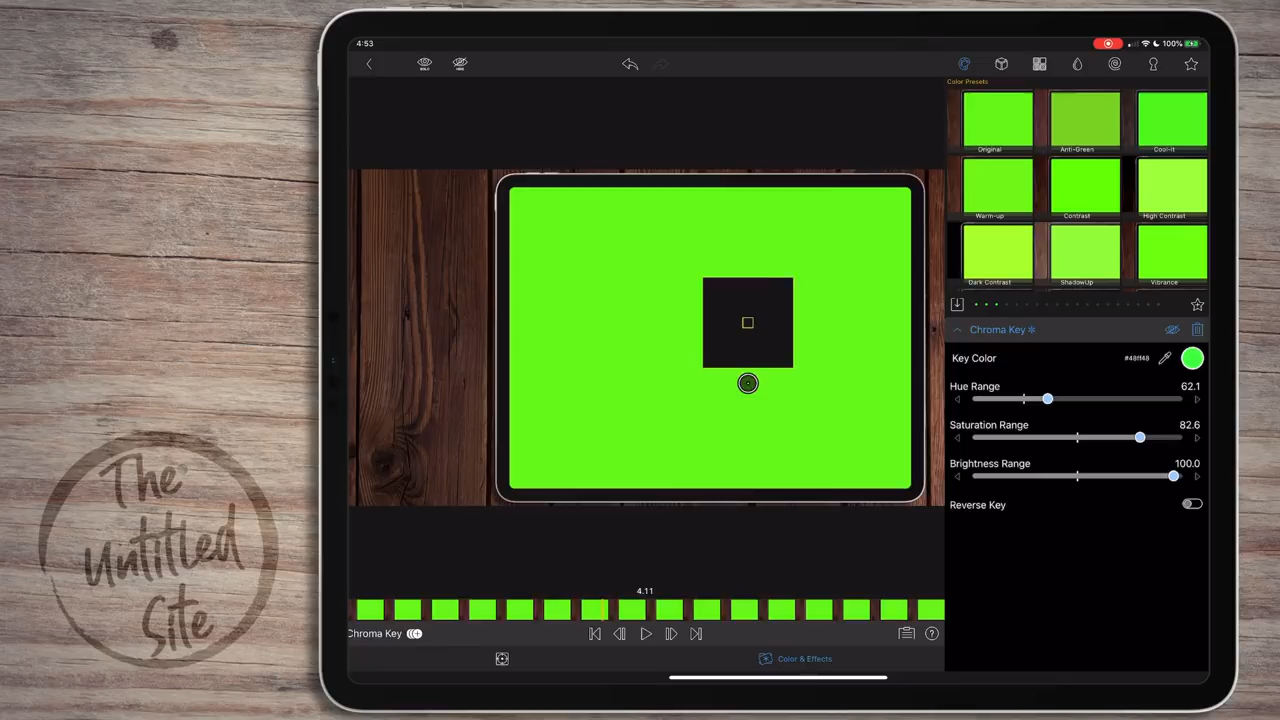 4:53
100%
SOLO
HIDE
Color Presets
Original
Anti-Green
Cool-it
Warm-up
Contrast
High Contrast
Dark Contrast
ShadowUp
Vibrance
Chroma Key
Key Color
#48ff48
Hue Range
62.1
Saturation Range
82.6
Brightness Range
100.0
Reverse Key
4.11
Chroma Key
?
Color & Effects
The
Untitled
Site